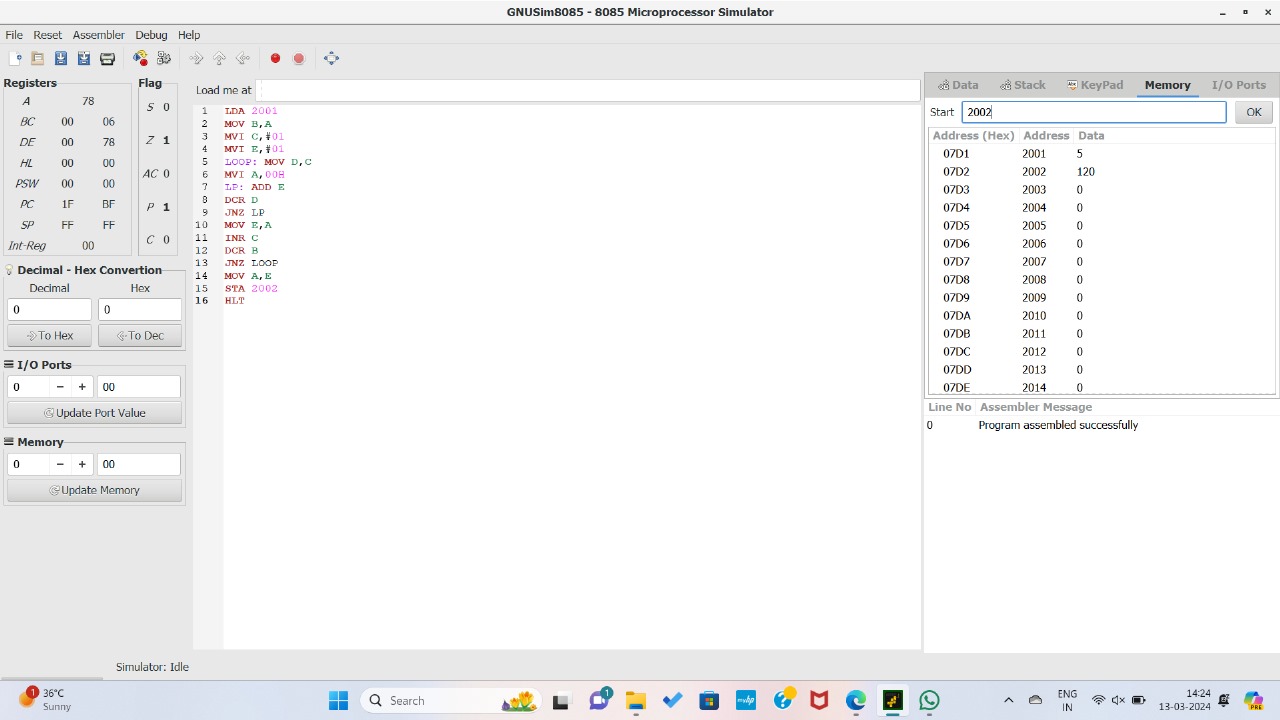 GNUSim8085 - 8085 Microprocessor Simulator
File Reset Assembler Debug Help
Registers
A 78
BC 00 06
DE 00 78
HL 00 00
PSW 00 00
PC 1F BF
SP FF FF
Int-Reg 00
Flag
S 0
Z 1
AC 0
P 1
C 0
Decimal - Hex Convertion
Decimal Hex
0 0
To Hex To Dec
I/O Ports
0 − + 00
Update Port Value
Memory
0 − + 00
Update Memory
Load me at
1 LDA 2001
2 MOV B,A
3 MVI C,#01
4 MVI E,#01
5 LOOP: MOV D,C
6 MVI A,00H
7 LP: ADD E
8 DCR D
9 JNZ LP
10 MOV E,A
11 INR C
12 DCR B
13 JNZ LOOP
14 MOV A,E
15 STA 2002
16 HLT
Data Stack KeyPad Memory I/O Ports
Start 2002 OK
Address (Hex) Address Data
07D1 2001 5
07D2 2002 120
07D3 2003 0
07D4 2004 0
07D5 2005 0
07D6 2006 0
07D7 2007 0
07D8 2008 0
07D9 2009 0
07DA 2010 0
07DB 2011 0
07DC 2012 0
07DD 2013 0
07DE 2014 0
Line No Assembler Message
0 Program assembled successfully
Simulator: Idle
1 36°C
Sunny
Search
1
ENG
IN
14:24
13-03-2024
PRE